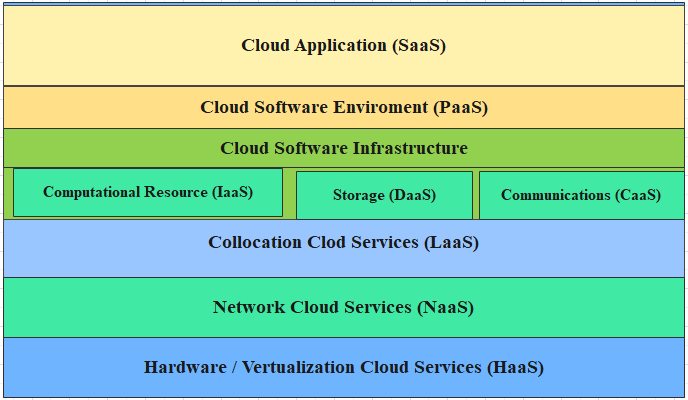 Cloud Application (SaaS)
Cloud Software Enviroment (PaaS)
Cloud Software Infrastructure
Computational Resource (IaaS)
Storage (DaaS)
Communications (CaaS)
Collocation Clod Services (LaaS)
Network Cloud Services (NaaS)
Hardware / Vertualization Cloud Services (HaaS)